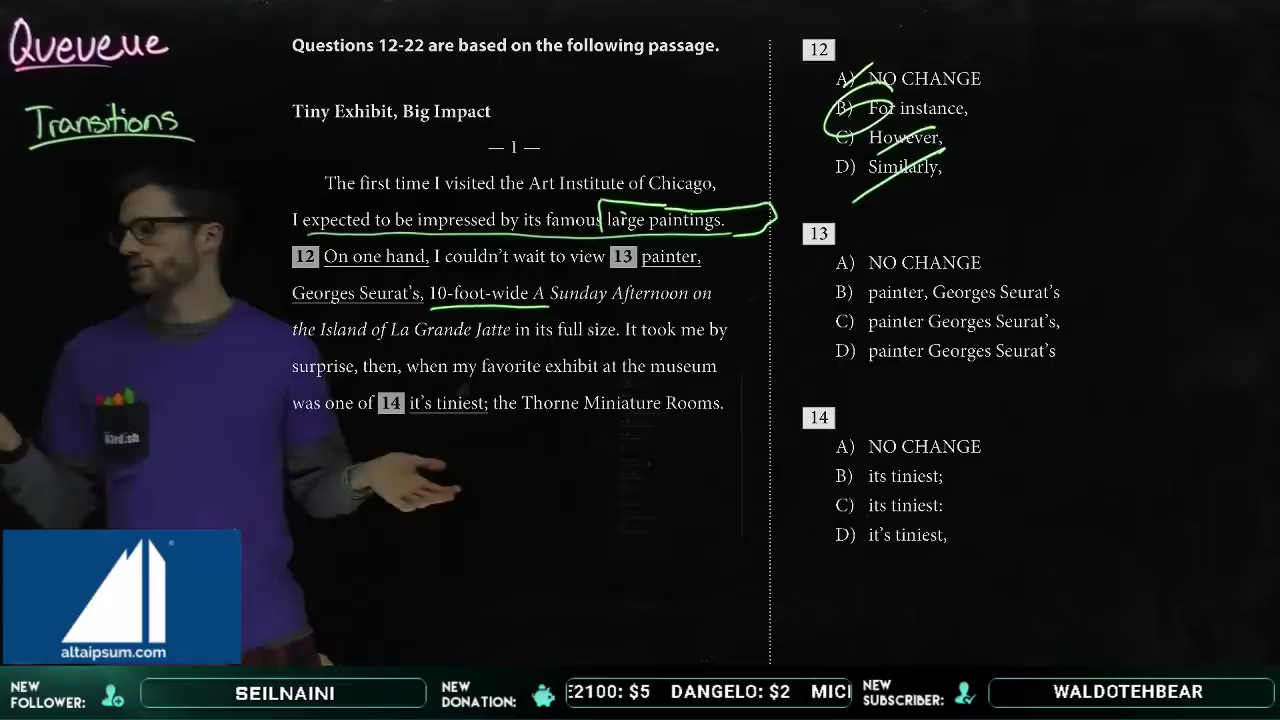 Queueue
Transitions
Questions 12-22 are based on the following passage.
Tiny Exhibit, Big Impact
— 1 —
The first time I visited the Art Institute of Chicago,
I expected to be impressed by its famous large paintings.
12 On one hand, I couldn't wait to view 13 painter,
Georges Seurat's, 10-foot-wide A Sunday Afternoon on
the Island of La Grande Jatte in its full size. It took me by
surprise, then, when my favorite exhibit at the museum
was one of 14 it's tiniest; the Thorne Miniature Rooms.
12
A) NO CHANGE
B) For instance,
C) However,
D) Similarly,
13
A) NO CHANGE
B) painter, Georges Seurat's
C) painter Georges Seurat's,
D) painter Georges Seurat's
14
A) NO CHANGE
B) its tiniest;
C) its tiniest:
D) it's tiniest,
altaipsum.com
NEW FOLLOWER: SEILNAINI
NEW DONATION: E2100: $5 DANGELO: $2 MICI
NEW SUBSCRIBER: WALDOTEHBEAR